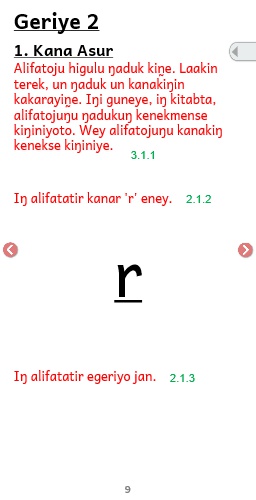 Geriye 2
1. Kana Asur
Alifatoju higulu ŋaduk kiŋe. Laakin
terek, un ŋaduk un kanakiŋin
kakarayiŋe. Iŋi guneye, iŋ kitabta,
alifatojuŋu ŋadukuŋ kenekmense
kiŋiniyoto. Wey alifatojuŋu kanakiŋ
kenekse kiŋiniye.
3.1.1
Iŋ alifatatir kanar 'r' eney. 2.1.2
r
Iŋ alifatatir egeriyo jan. 2.1.3
9